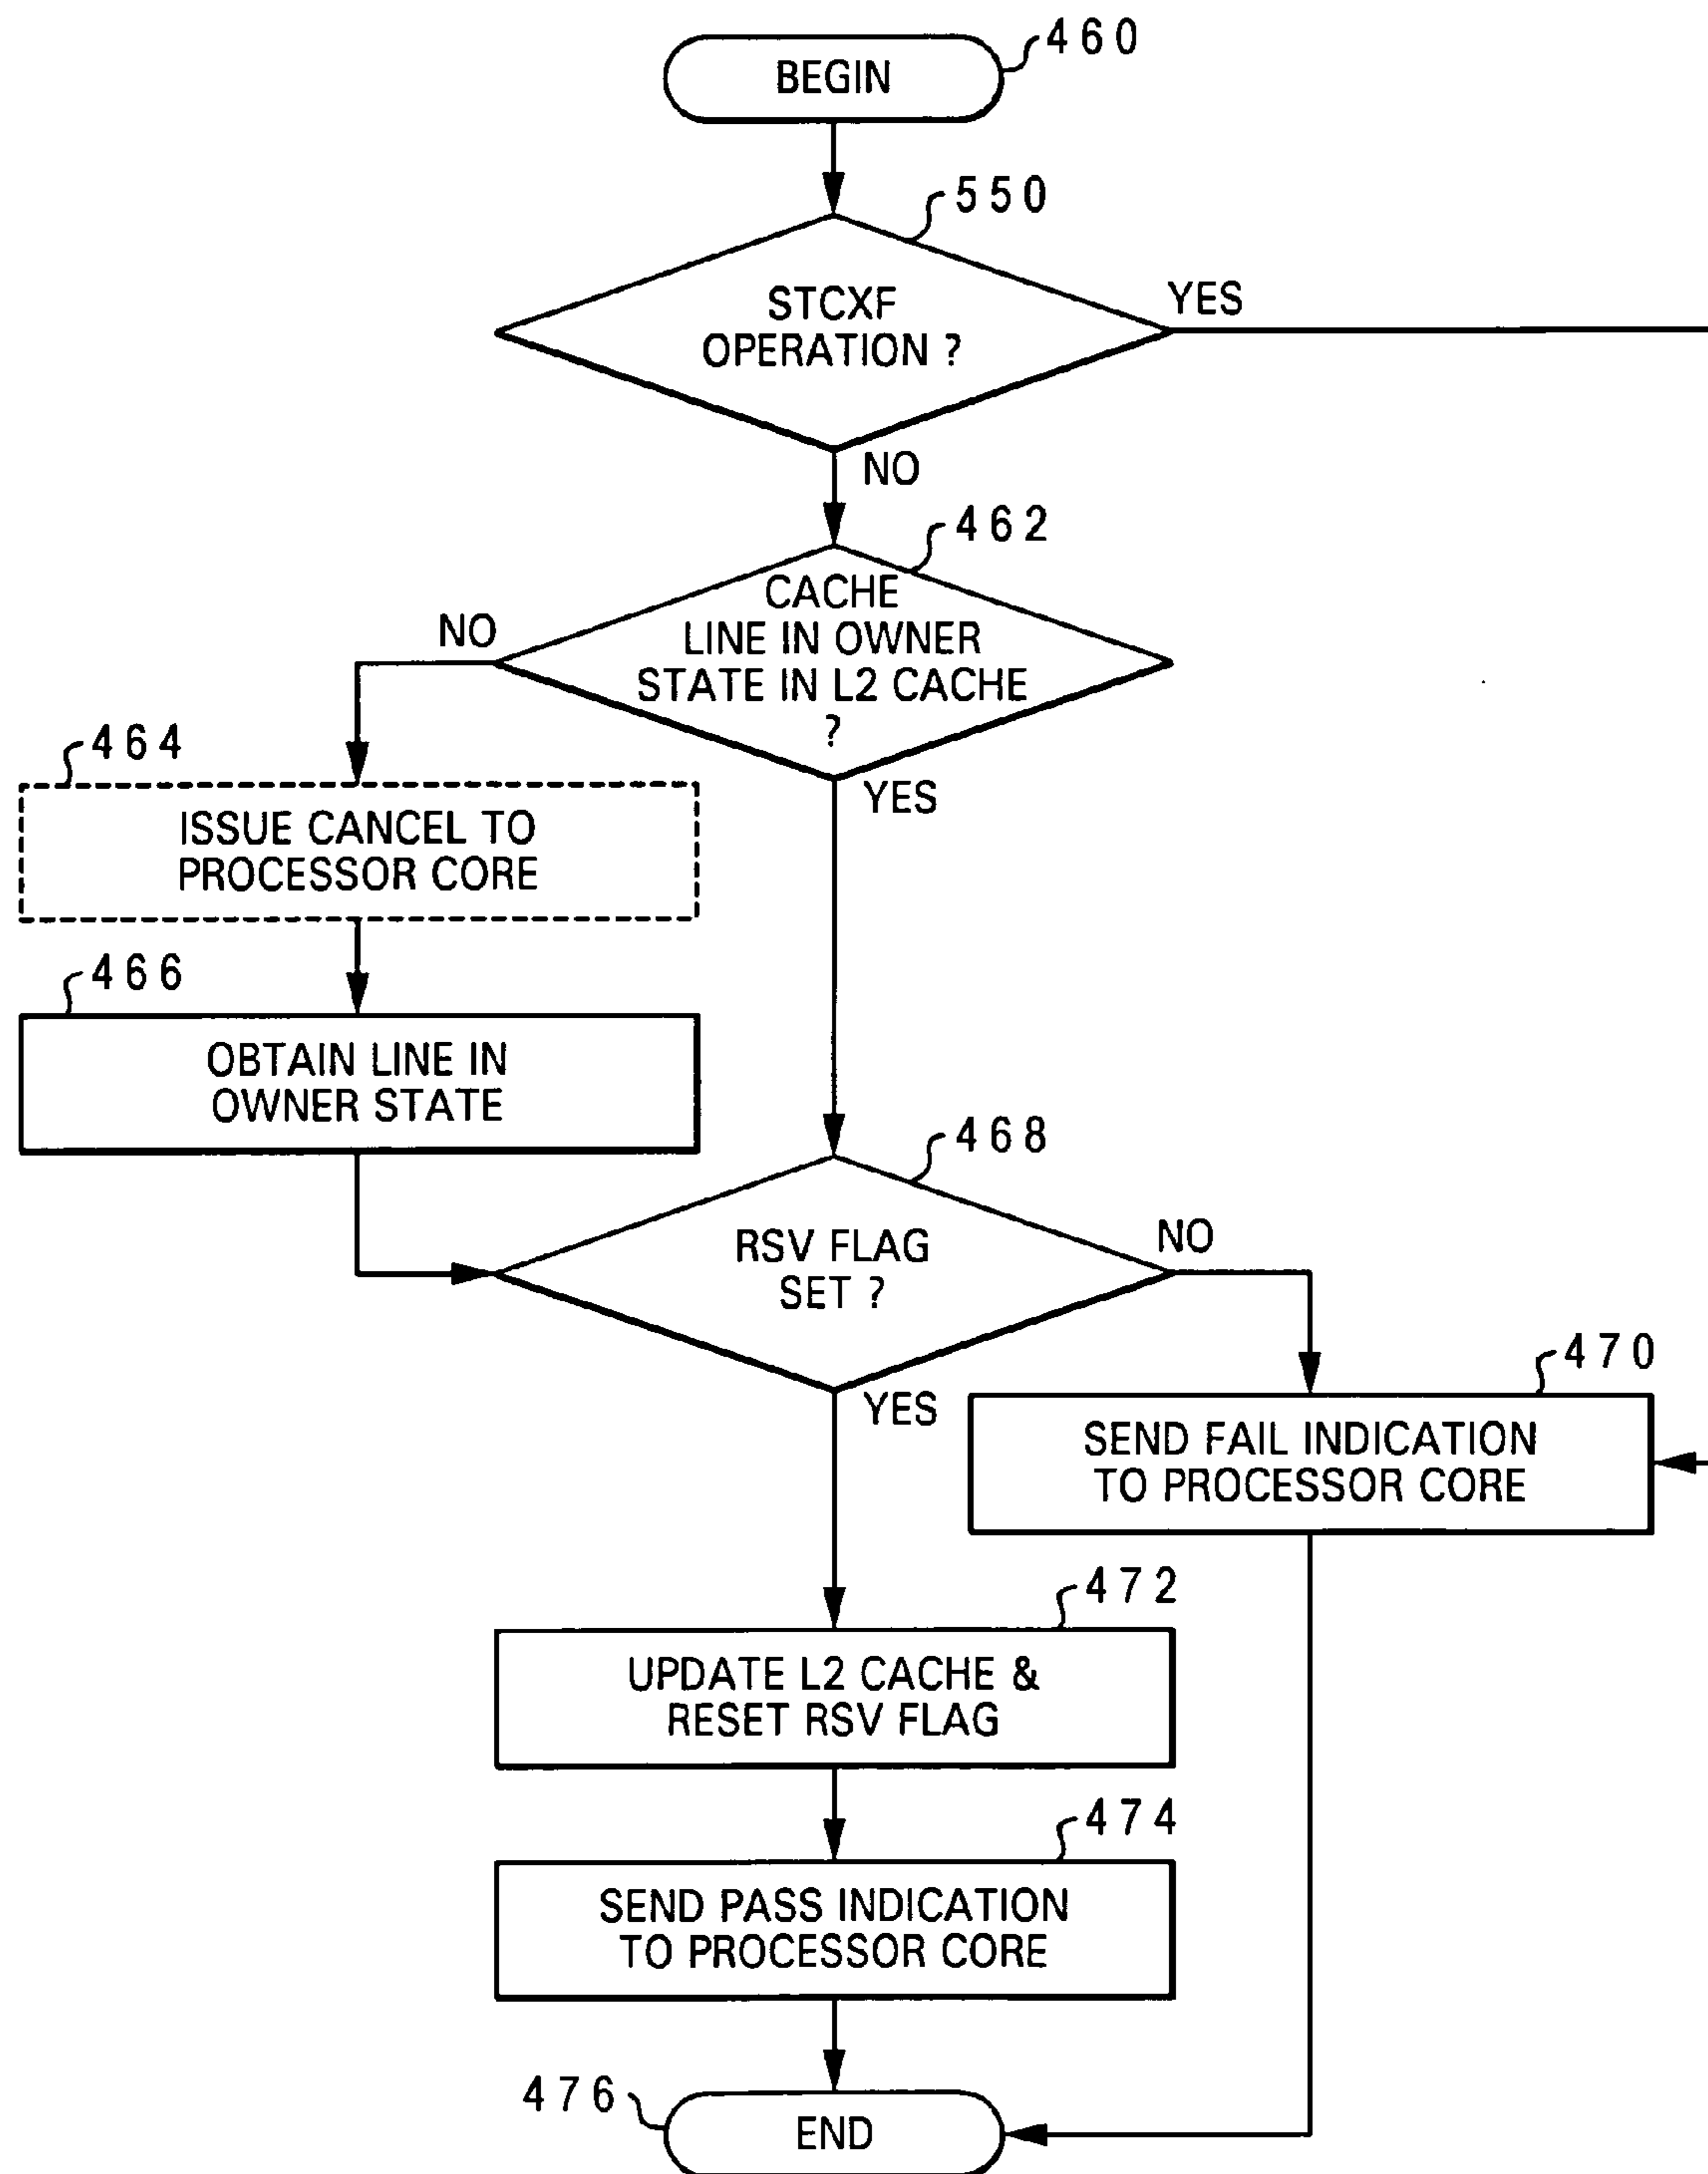 460
BEGIN
550
STCXF
OPERATION ?
YES
NO
462
CACHE
LINE IN OWNER
STATE IN L2 CACHE
?
NO
YES
464
ISSUE CANCEL TO
PROCESSOR CORE
466
OBTAIN LINE IN
OWNER STATE
468
RSV FLAG
SET ?
NO
YES
470
SEND FAIL INDICATION
TO PROCESSOR CORE
472
UPDATE L2 CACHE &
RESET RSV FLAG
474
SEND PASS INDICATION
TO PROCESSOR CORE
476
END